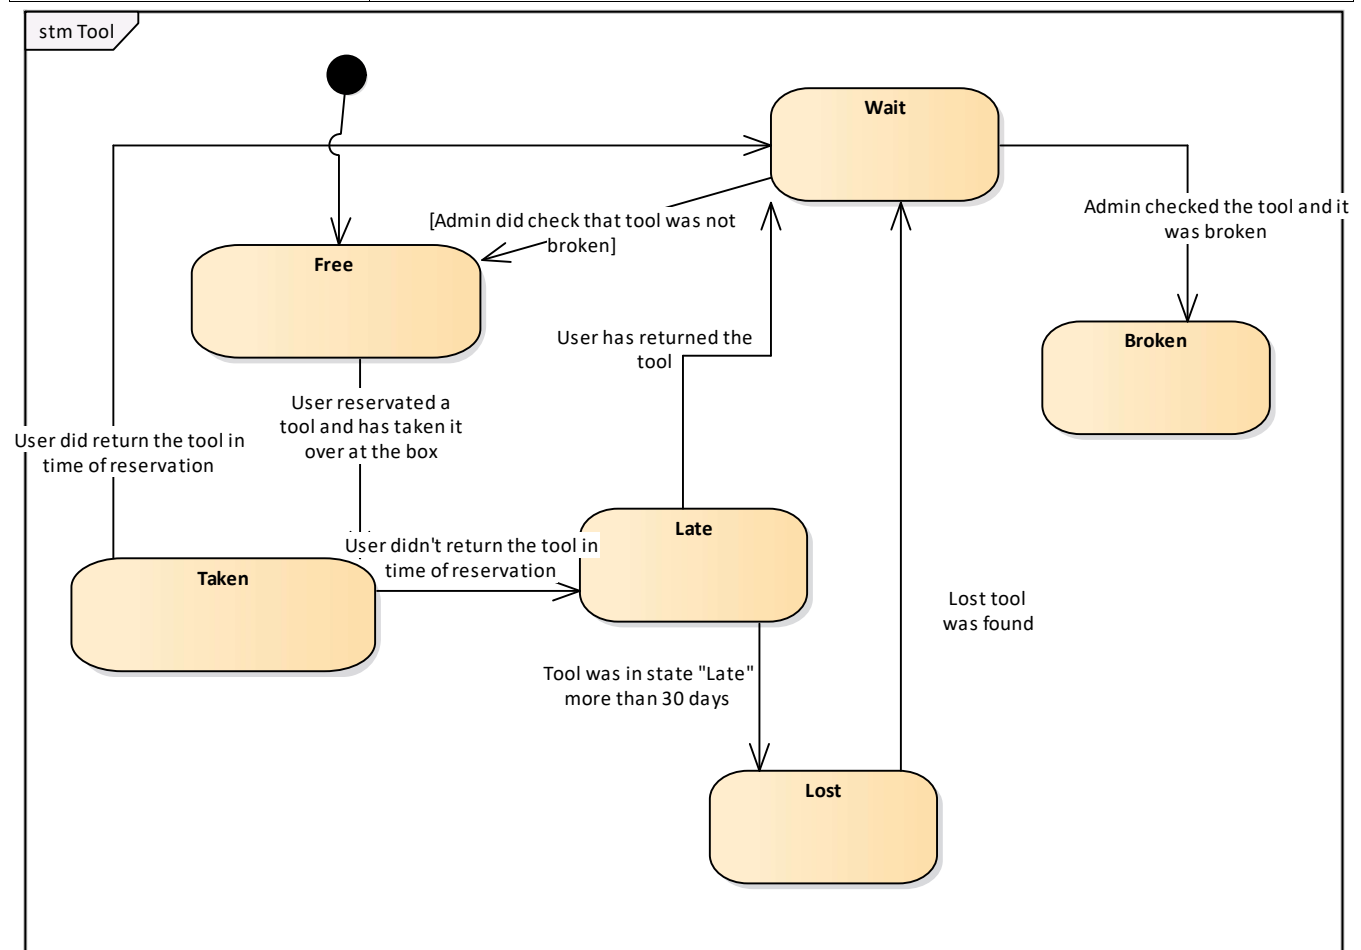 stm Tool
Wait
Admin checked the tool and it
was broken
[Admin did check that tool was not
broken]
Free
User has returned the
tool
Broken
User reservated a
tool and has taken it
over at the box
User did return the tool in
time of reservation
Late
User didn't return the tool in
time of reservation
Taken
Lost tool
was found
Tool was in state "Late"
more than 30 days
Lost